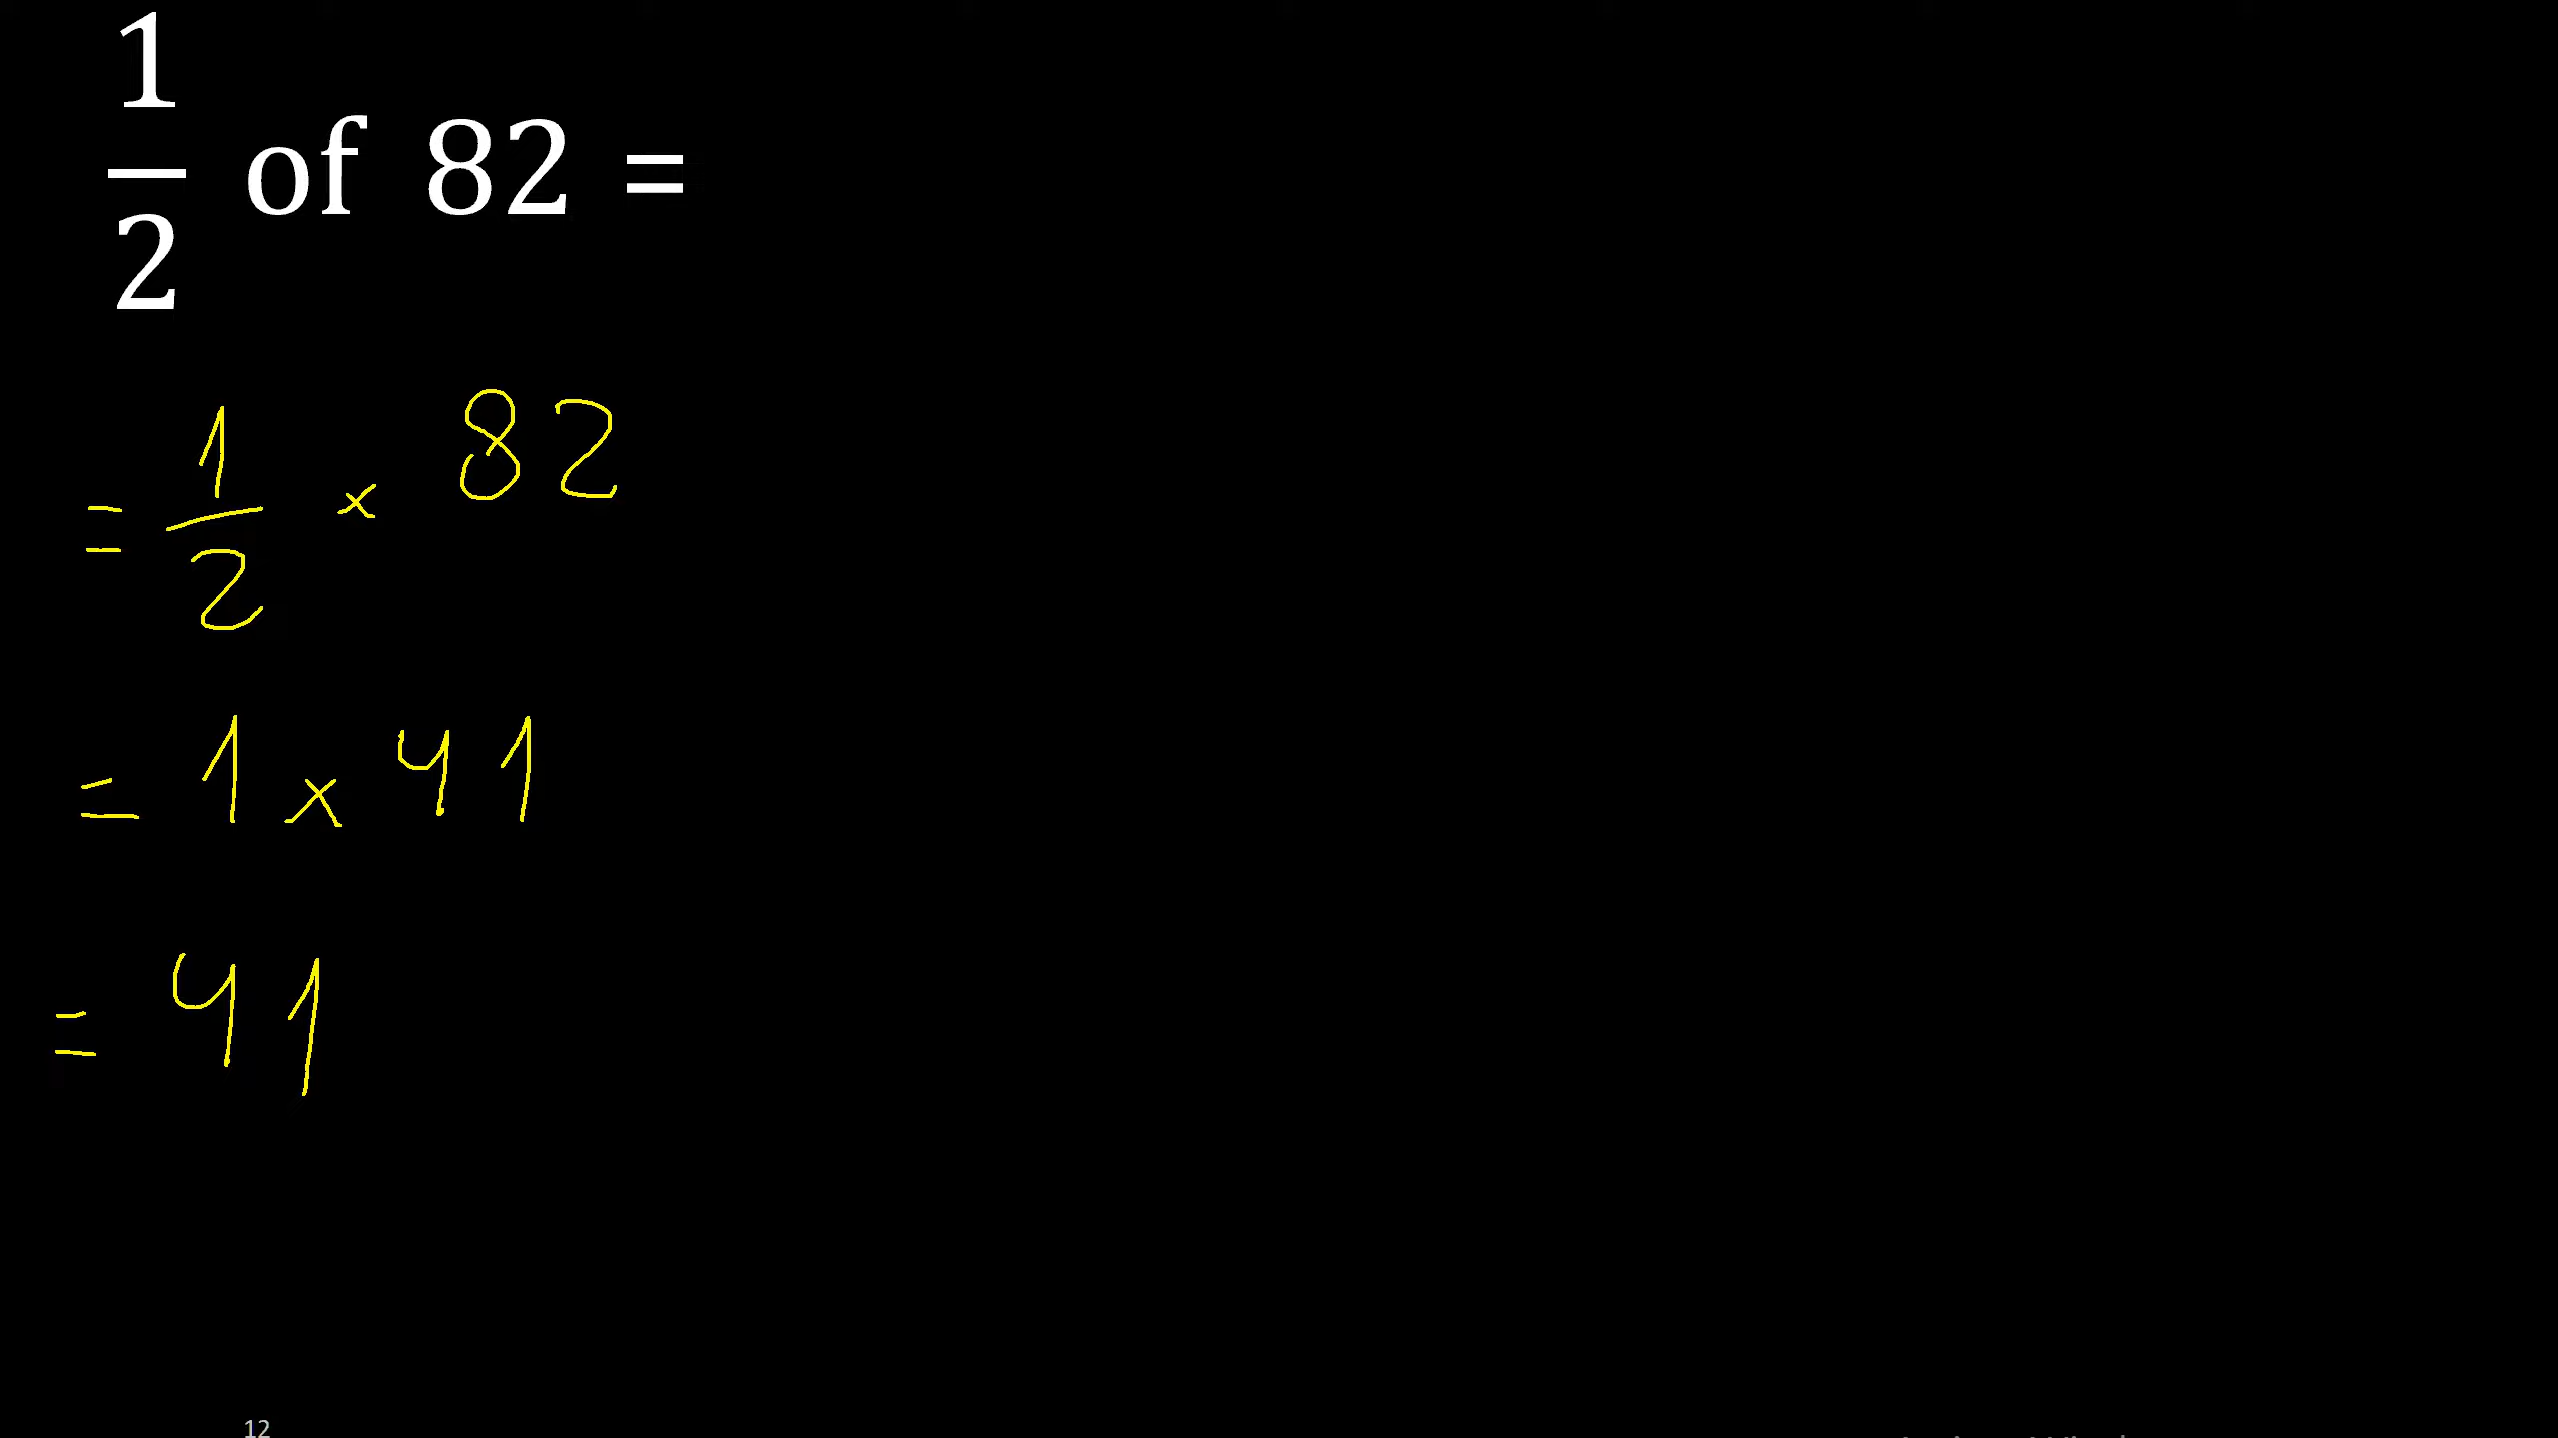 1/2 of 82 =
= 1/2 × 82
= 1 × 41
= 41
12